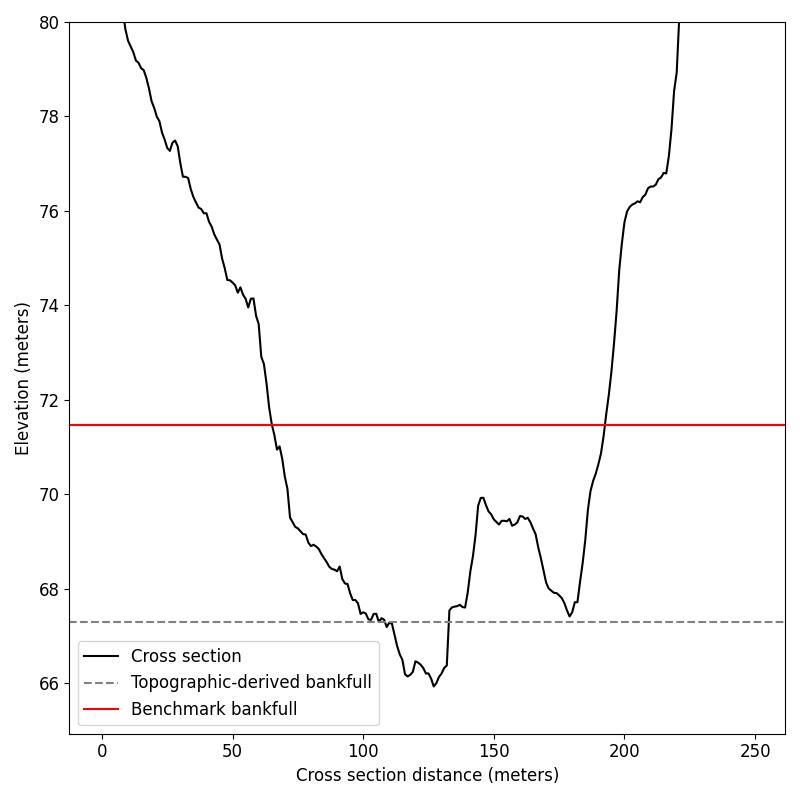 80
78
76
74
72
70
68
66
Elevation (meters)
0 50 100 150 200 250
Cross section distance (meters)
Cross section
Topographic-derived bankfull
Benchmark bankfull